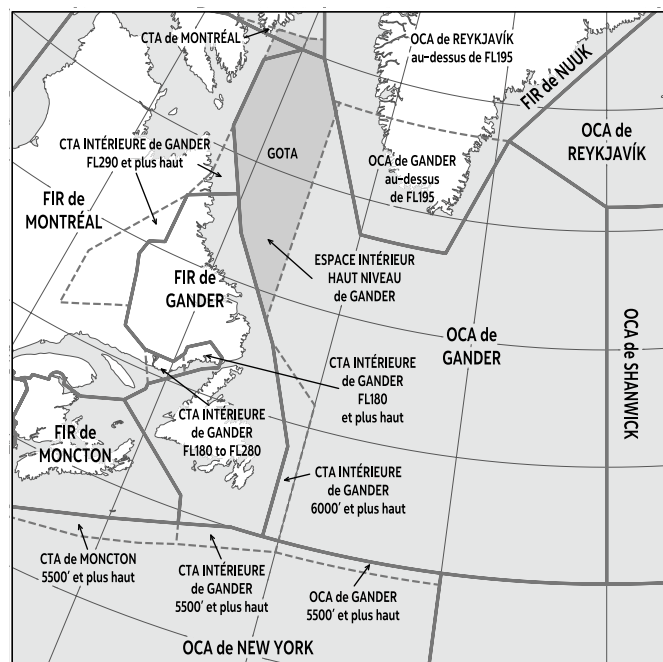 CTA de MONTRÉAL
OCA de REYKJAVÍK
au-dessus de FL195
FIR de NUUK
OCA de
REYKJAVÍK
CTA INTÉRIEURE de GANDER
FL290 et plus haut
GOTA
OCA de GANDER
au-dessus
de FL195
FIR de
MONTRÉAL
FIR de
GANDER
ESPACE INTÉRIEUR
HAUT NIVEAU
de GANDER
OCA de
GANDER
OCA de SHANWICK
CTA INTÉRIEURE
de GANDER
FL180
et plus haut
CTA INTÉRIEURE
de GANDER
FL180 to FL280
FIR de
MONCTON
CTA INTÉRIEURE
de GANDER
6000' et plus haut
CTA de MONCTON
5500' et plus haut
CTA INTÉRIEURE
de GANDER
5500' et plus haut
OCA de GANDER
5500' et plus haut
OCA de NEW YORK